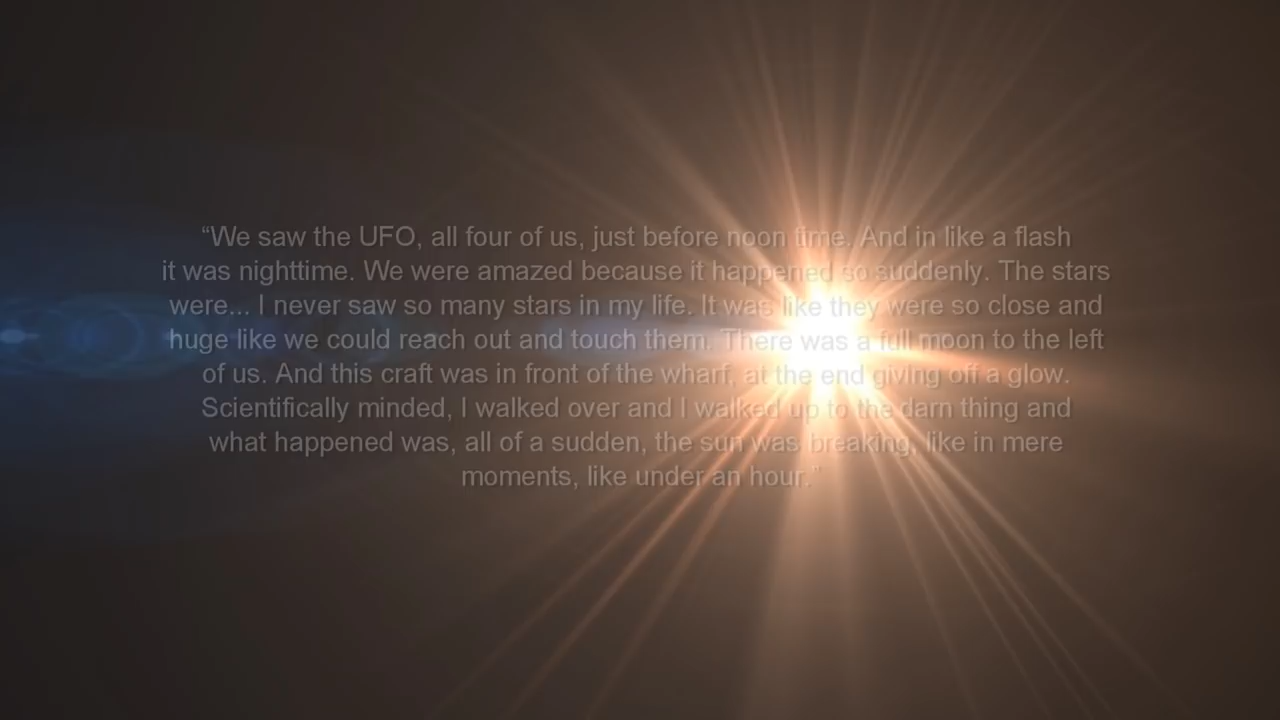 “We saw the UFO, all four of us, just before noon time. And in like a flash
it was nighttime. We were amazed because it happened so suddenly. The stars
were... I never saw so many stars in my life. It was like they were so close and
huge like we could reach out and touch them. There was a full moon to the left
of us. And this craft was in front of the wharf, at the end giving off a glow.
Scientifically minded, I walked over and I walked up to the darn thing and
what happened was, all of a sudden, the sun was breaking, like in mere
moments, like under an hour.”